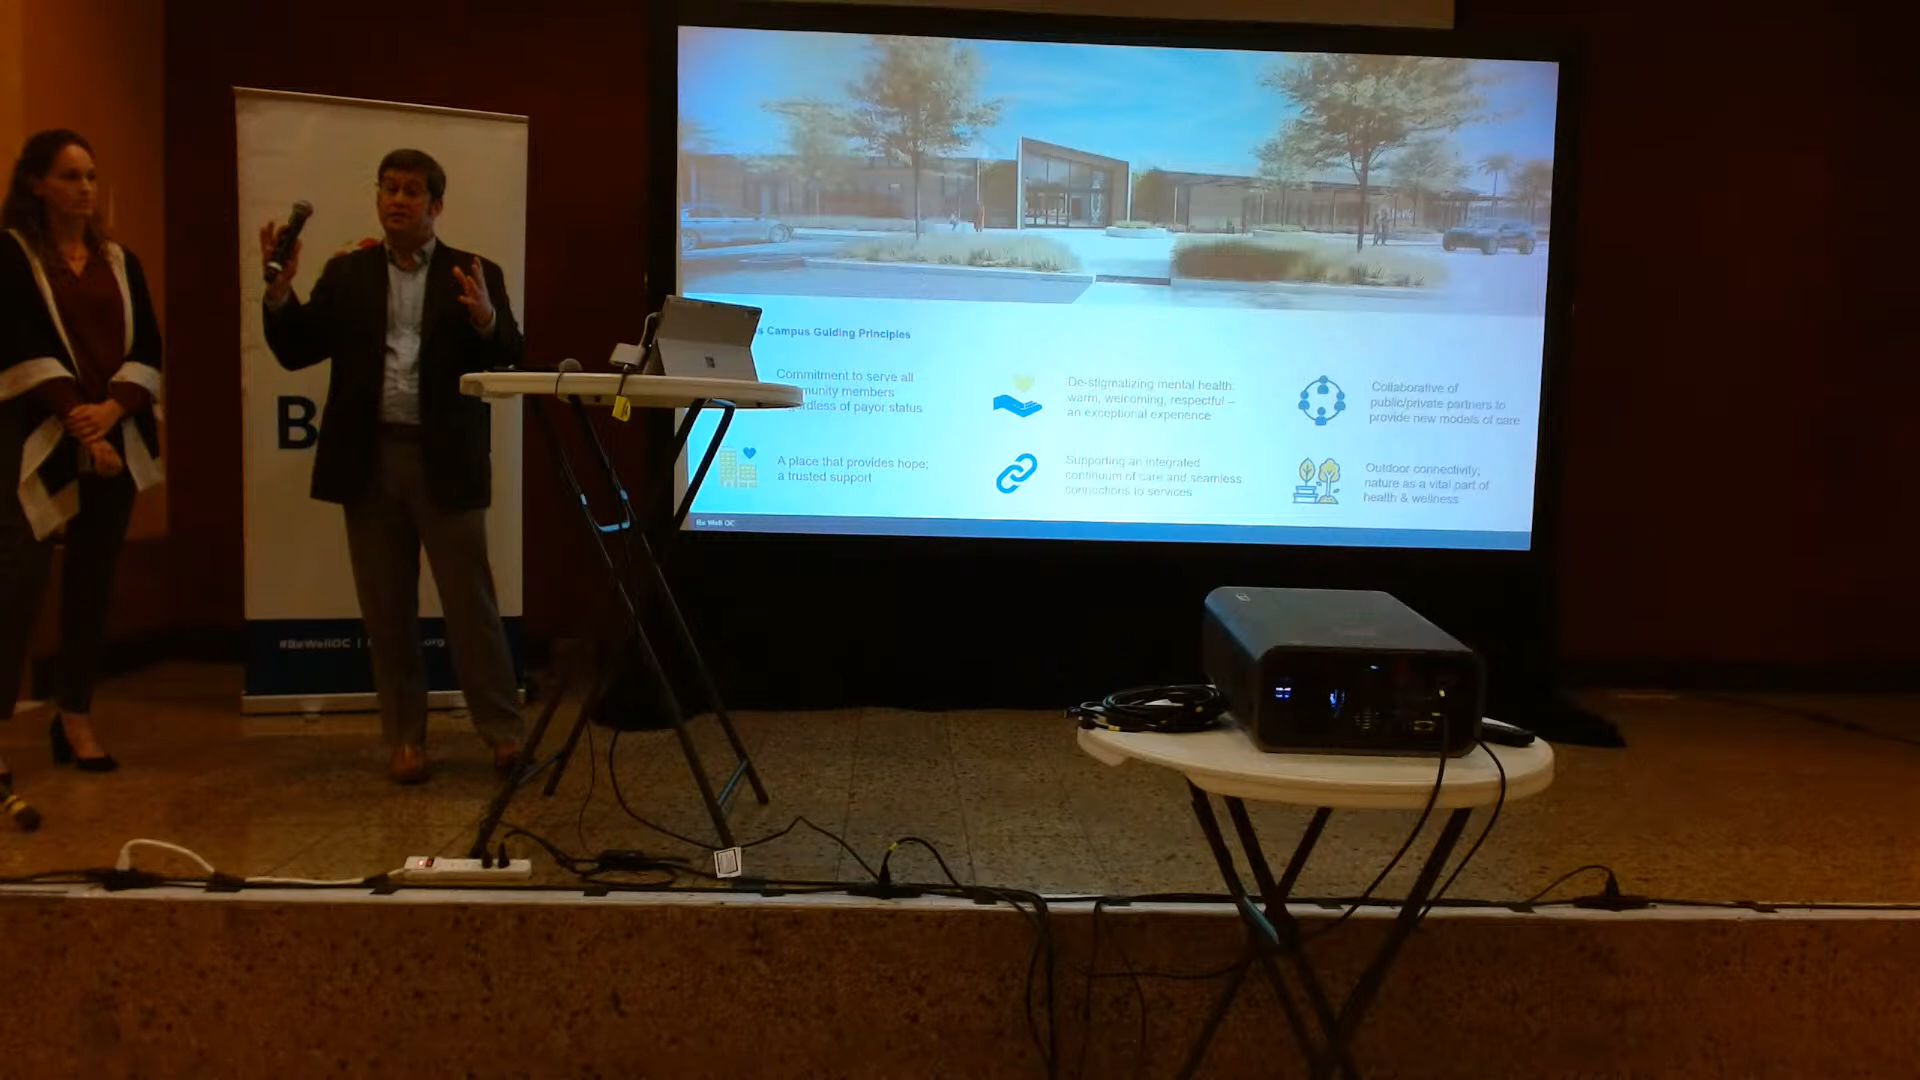 s Campus Guiding Principles
Commitment to serve all
munity members
rdless of payor status
De-stigmatizing mental health:
warm, welcoming, respectful –
an exceptional experience
Collaborative of
public/private partners to
provide new models of care
A place that provides hope;
a trusted support
Supporting an integrated
continuum of care and seamless
connections to services
Outdoor connectivity;
nature as a vital part of
health & wellness
Be Well OC
B
#BeWellOC | .org